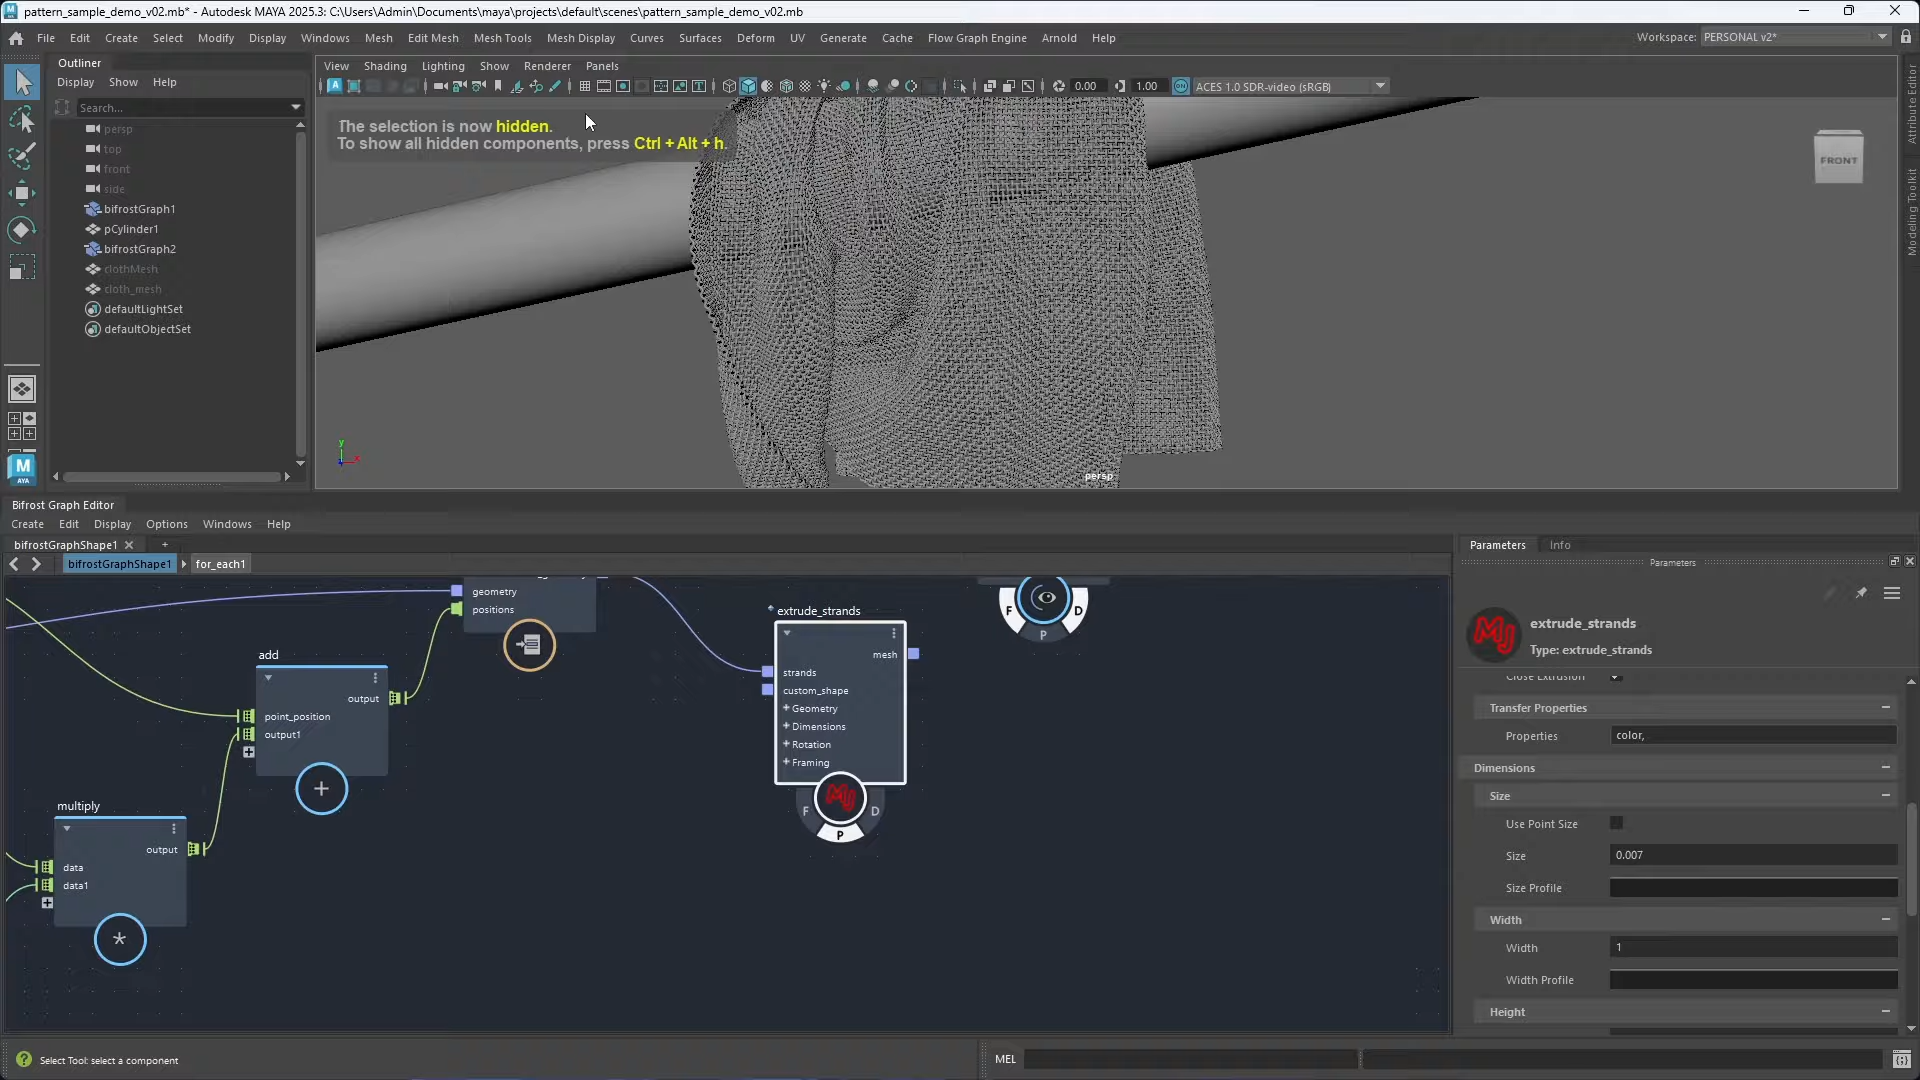 pattern_sample_demo_v02.mb* - Autodesk MAYA 2025.3: C:\Users\Admin\Documents\maya\projects\default\scenes\pattern_sample_demo_v02.mb
File Edit Create Select Modify Display Windows Mesh Edit Mesh Mesh Tools Mesh Display Curves Surfaces Deform UV Generate Cache Flow Graph Engine Arnold Help
Workspace: PERSONAL v2*
Outliner
Display Show Help
Search...
persp
top
front
side
bifrostGraph1
pCylinder1
bifrostGraph2
clothMesh
cloth_mesh
defaultLightSet
defaultObjectSet
M
AYA
View Shading Lighting Show Renderer Panels
0.00 1.00 ACES 1.0 SDR-video (sRGB)
The selection is now hidden.
To show all hidden components, press Ctrl + Alt + h.
FRONT
y
x
persp
Attribute Editor
Modeling Toolkit
Bifrost Graph Editor
Create Edit Display Options Windows Help
bifrostGraphShape1
bifrostGraphShape1 for_each1
geometry
positions
add
output
point_position
output1
multiply
output
data
data1
extrude_strands
mesh
strands
custom_shape
Geometry
Dimensions
Rotation
Framing
F D
P
F D
P
Parameters Info
Parameters
extrude_strands
Type: extrude_strands
Close Extrusion
Transfer Properties
Properties color,
Dimensions
Size
Use Point Size
Size 0.007
Size Profile
Width
Width 1
Width Profile
Height
Select Tool: select a component
MEL